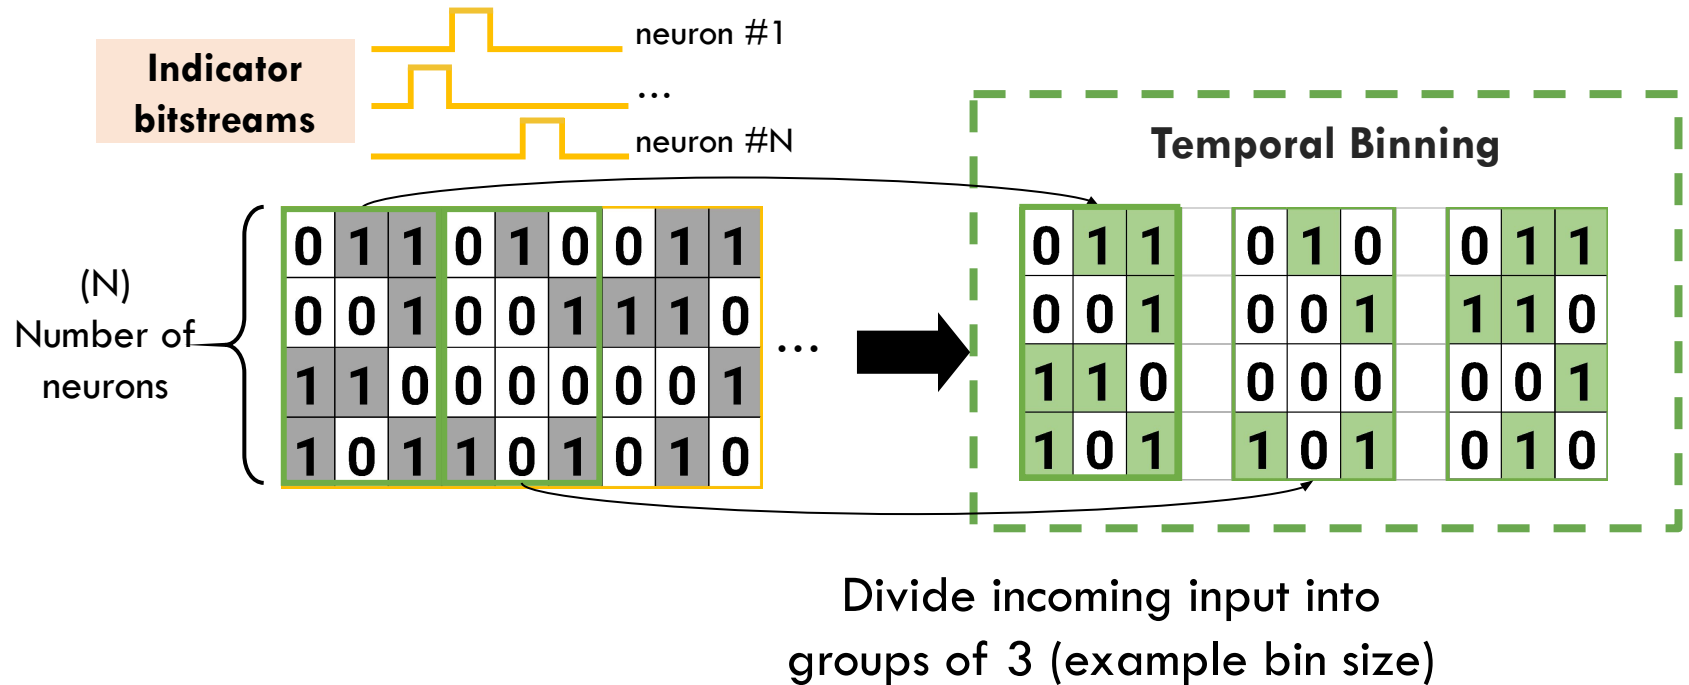 Indicator
bitstreams
neuron #1
...
neuron #N
Temporal Binning
(N)
Number of
neurons
0 1 1 0 1 0 0 1 1
0 0 1 0 0 1 1 1 0
1 1 0 0 0 0 0 0 1
1 0 1 1 0 1 0 1 0
...
0 1 1 0 1 0 0 1 1
0 0 1 0 0 1 1 1 0
1 1 0 0 0 0 0 0 1
1 0 1 1 0 1 0 1 0
Divide incoming input into
groups of 3 (example bin size)